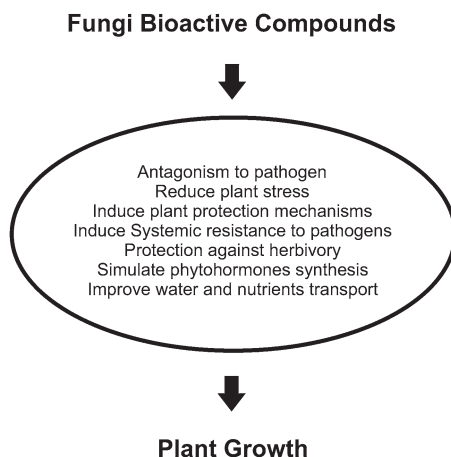 Fungi Bioactive Compounds
Antagonism to pathogen
Reduce plant stress
Induce plant protection mechanisms
Induce Systemic resistance to pathogens
Protection against herbivory
Simulate phytohormones synthesis
Improve water and nutrients transport
Plant Growth